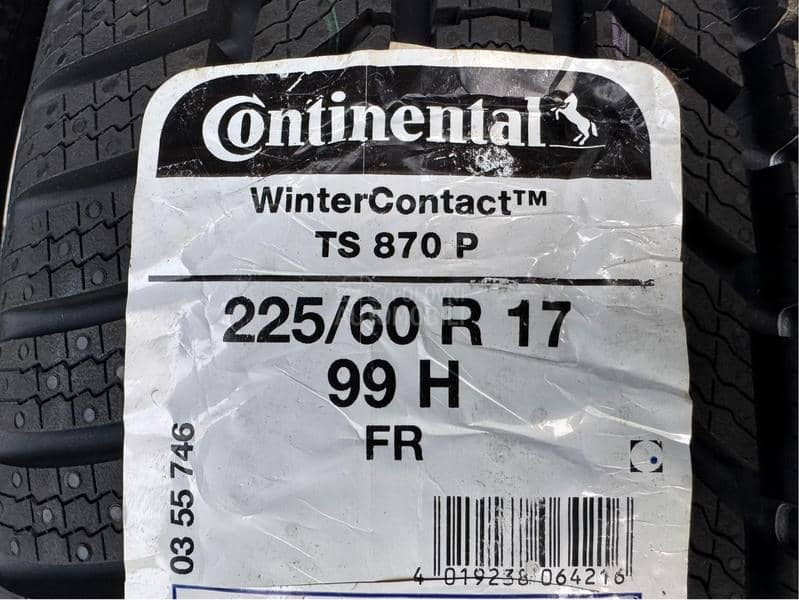 Continental
WinterContact™
TS 870 P
225/60 R 17
99 H
FR
03 55 746
4 019238 064216